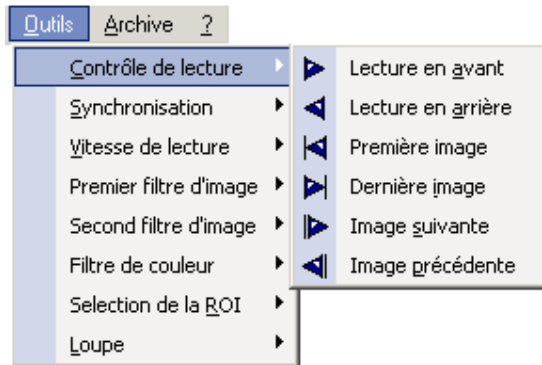 Outils Archive ?
Contrôle de lecture
Synchronisation
Vitesse de lecture
Premier filtre d'image
Second filtre d'image
Filtre de couleur
Selection de la ROI
Loupe
Lecture en avant
Lecture en arrière
Première image
Dernière image
Image suivante
Image précédente